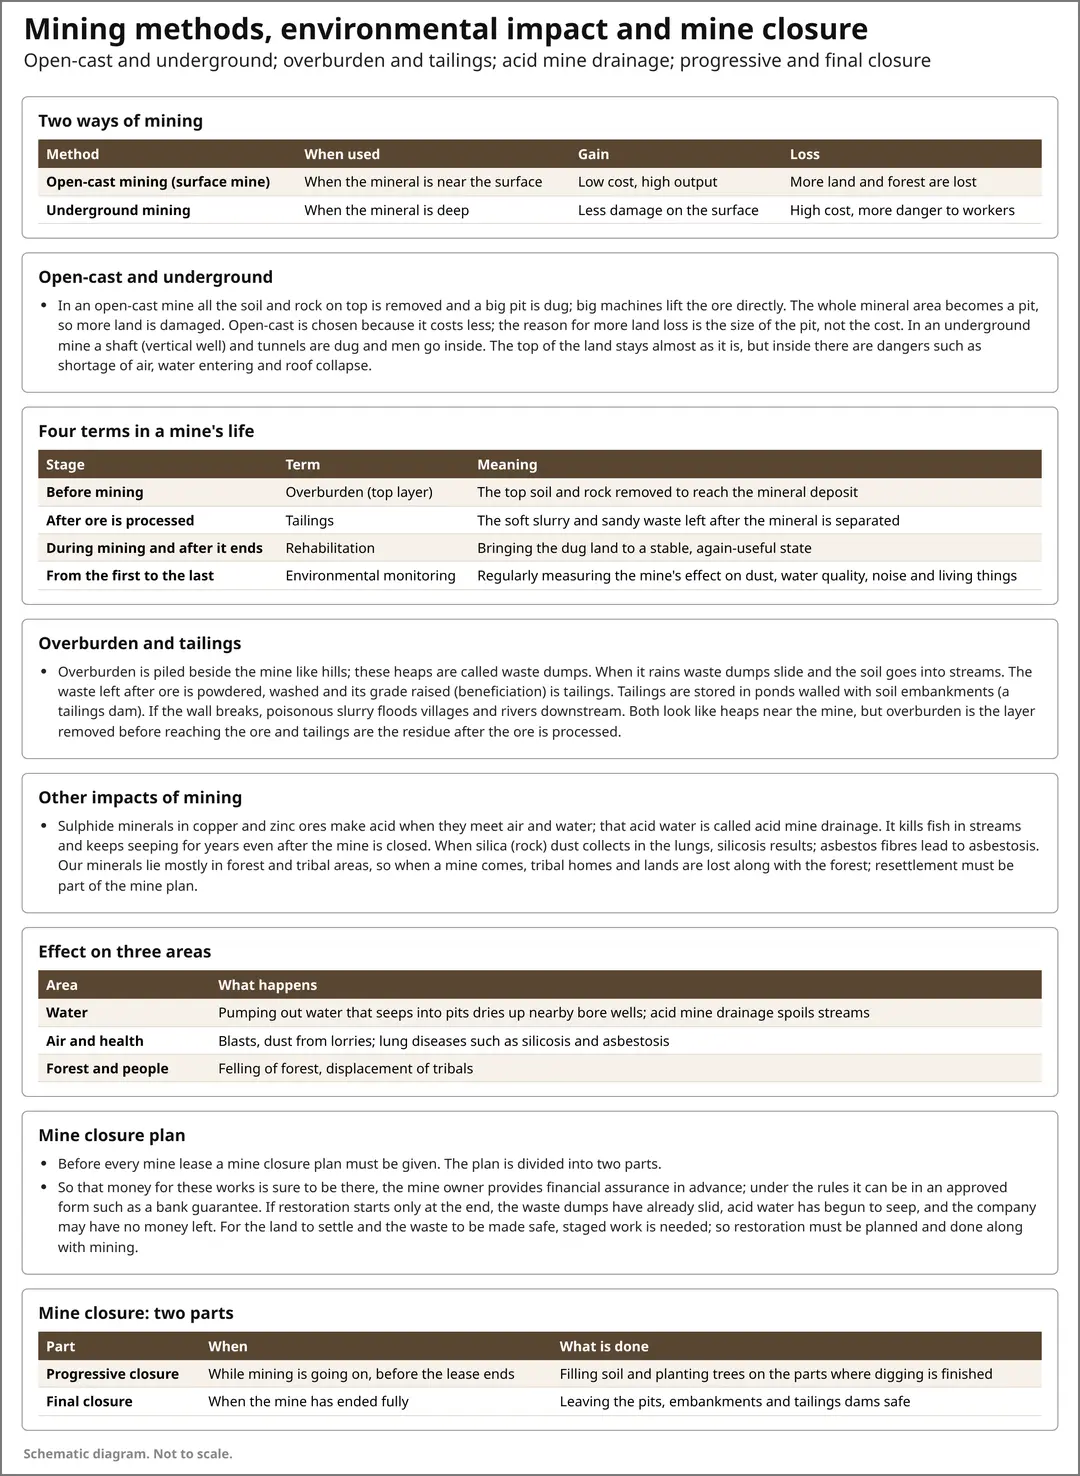 Mining methods, environmental impact and mine closure
Open-cast and underground; overburden and tailings; acid mine drainage; progressive and final closure
Two ways of mining
Method When used Gain Loss
Open-cast mining (surface mine) When the mineral is near the surface Low cost, high output More land and forest are lost
Underground mining When the mineral is deep Less damage on the surface High cost, more danger to workers
Open-cast and underground
• In an open-cast mine all the soil and rock on top is removed and a big pit is dug; big machines lift the ore directly. The whole mineral area becomes a pit,
so more land is damaged. Open-cast is chosen because it costs less; the reason for more land loss is the size of the pit, not the cost. In an underground
mine a shaft (vertical well) and tunnels are dug and men go inside. The top of the land stays almost as it is, but inside there are dangers such as
shortage of air, water entering and roof collapse.
Four terms in a mine's life
Stage Term Meaning
Before mining Overburden (top layer) The top soil and rock removed to reach the mineral deposit
After ore is processed Tailings The soft slurry and sandy waste left after the mineral is separated
During mining and after it ends Rehabilitation Bringing the dug land to a stable, again-useful state
From the first to the last Environmental monitoring Regularly measuring the mine's effect on dust, water quality, noise and living things
Overburden and tailings
• Overburden is piled beside the mine like hills; these heaps are called waste dumps. When it rains waste dumps slide and the soil goes into streams. The
waste left after ore is powdered, washed and its grade raised (beneficiation) is tailings. Tailings are stored in ponds walled with soil embankments (a
tailings dam). If the wall breaks, poisonous slurry floods villages and rivers downstream. Both look like heaps near the mine, but overburden is the layer
removed before reaching the ore and tailings are the residue after the ore is processed.
Other impacts of mining
• Sulphide minerals in copper and zinc ores make acid when they meet air and water; that acid water is called acid mine drainage. It kills fish in streams
and keeps seeping for years even after the mine is closed. When silica (rock) dust collects in the lungs, silicosis results; asbestos fibres lead to asbestosis.
Our minerals lie mostly in forest and tribal areas, so when a mine comes, tribal homes and lands are lost along with the forest; resettlement must be
part of the mine plan.
Effect on three areas
Area What happens
Water Pumping out water that seeps into pits dries up nearby bore wells; acid mine drainage spoils streams
Air and health Blasts, dust from lorries; lung diseases such as silicosis and asbestosis
Forest and people Felling of forest, displacement of tribals
Mine closure plan
• Before every mine lease a mine closure plan must be given. The plan is divided into two parts.
• So that money for these works is sure to be there, the mine owner provides financial assurance in advance; under the rules it can be in an approved
form such as a bank guarantee. If restoration starts only at the end, the waste dumps have already slid, acid water has begun to seep, and the company
may have no money left. For the land to settle and the waste to be made safe, staged work is needed; so restoration must be planned and done along
with mining.
Mine closure: two parts
Part When What is done
Progressive closure While mining is going on, before the lease ends Filling soil and planting trees on the parts where digging is finished
Final closure When the mine has ended fully Leaving the pits, embankments and tailings dams safe
Schematic diagram. Not to scale.